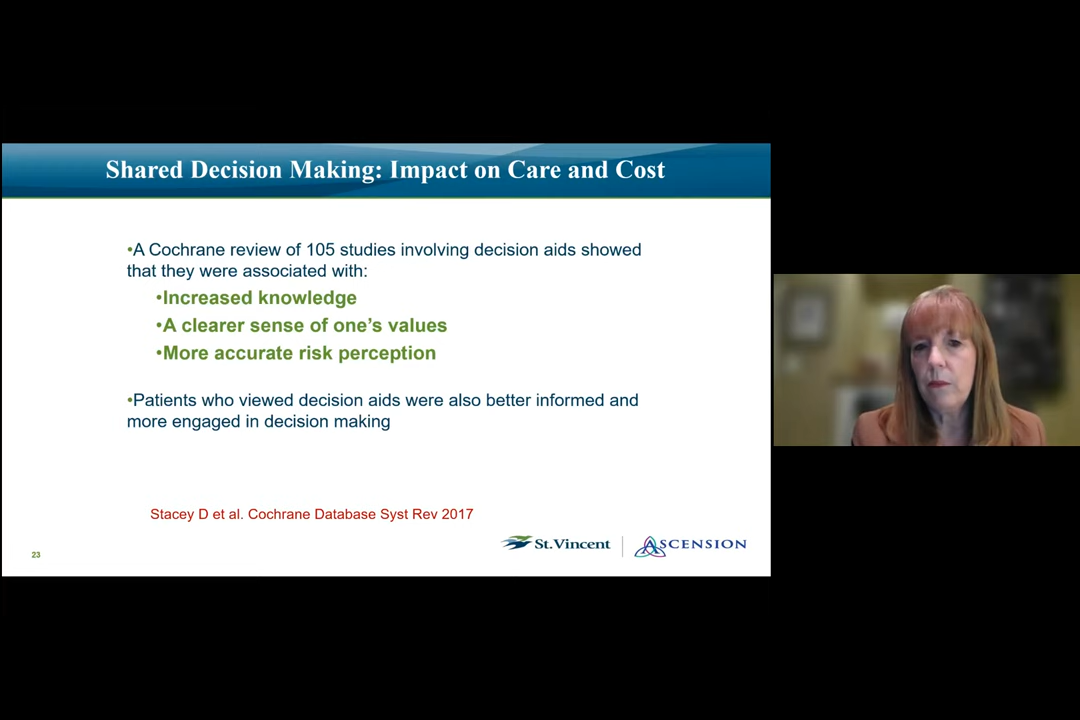 Shared Decision Making: Impact on Care and Cost
•A Cochrane review of 105 studies involving decision aids showed
that they were associated with:
•Increased knowledge
•A clearer sense of one’s values
•More accurate risk perception
•Patients who viewed decision aids were also better informed and
more engaged in decision making
Stacey D et al. Cochrane Database Syst Rev 2017
23
St.Vincent
ASCENSION